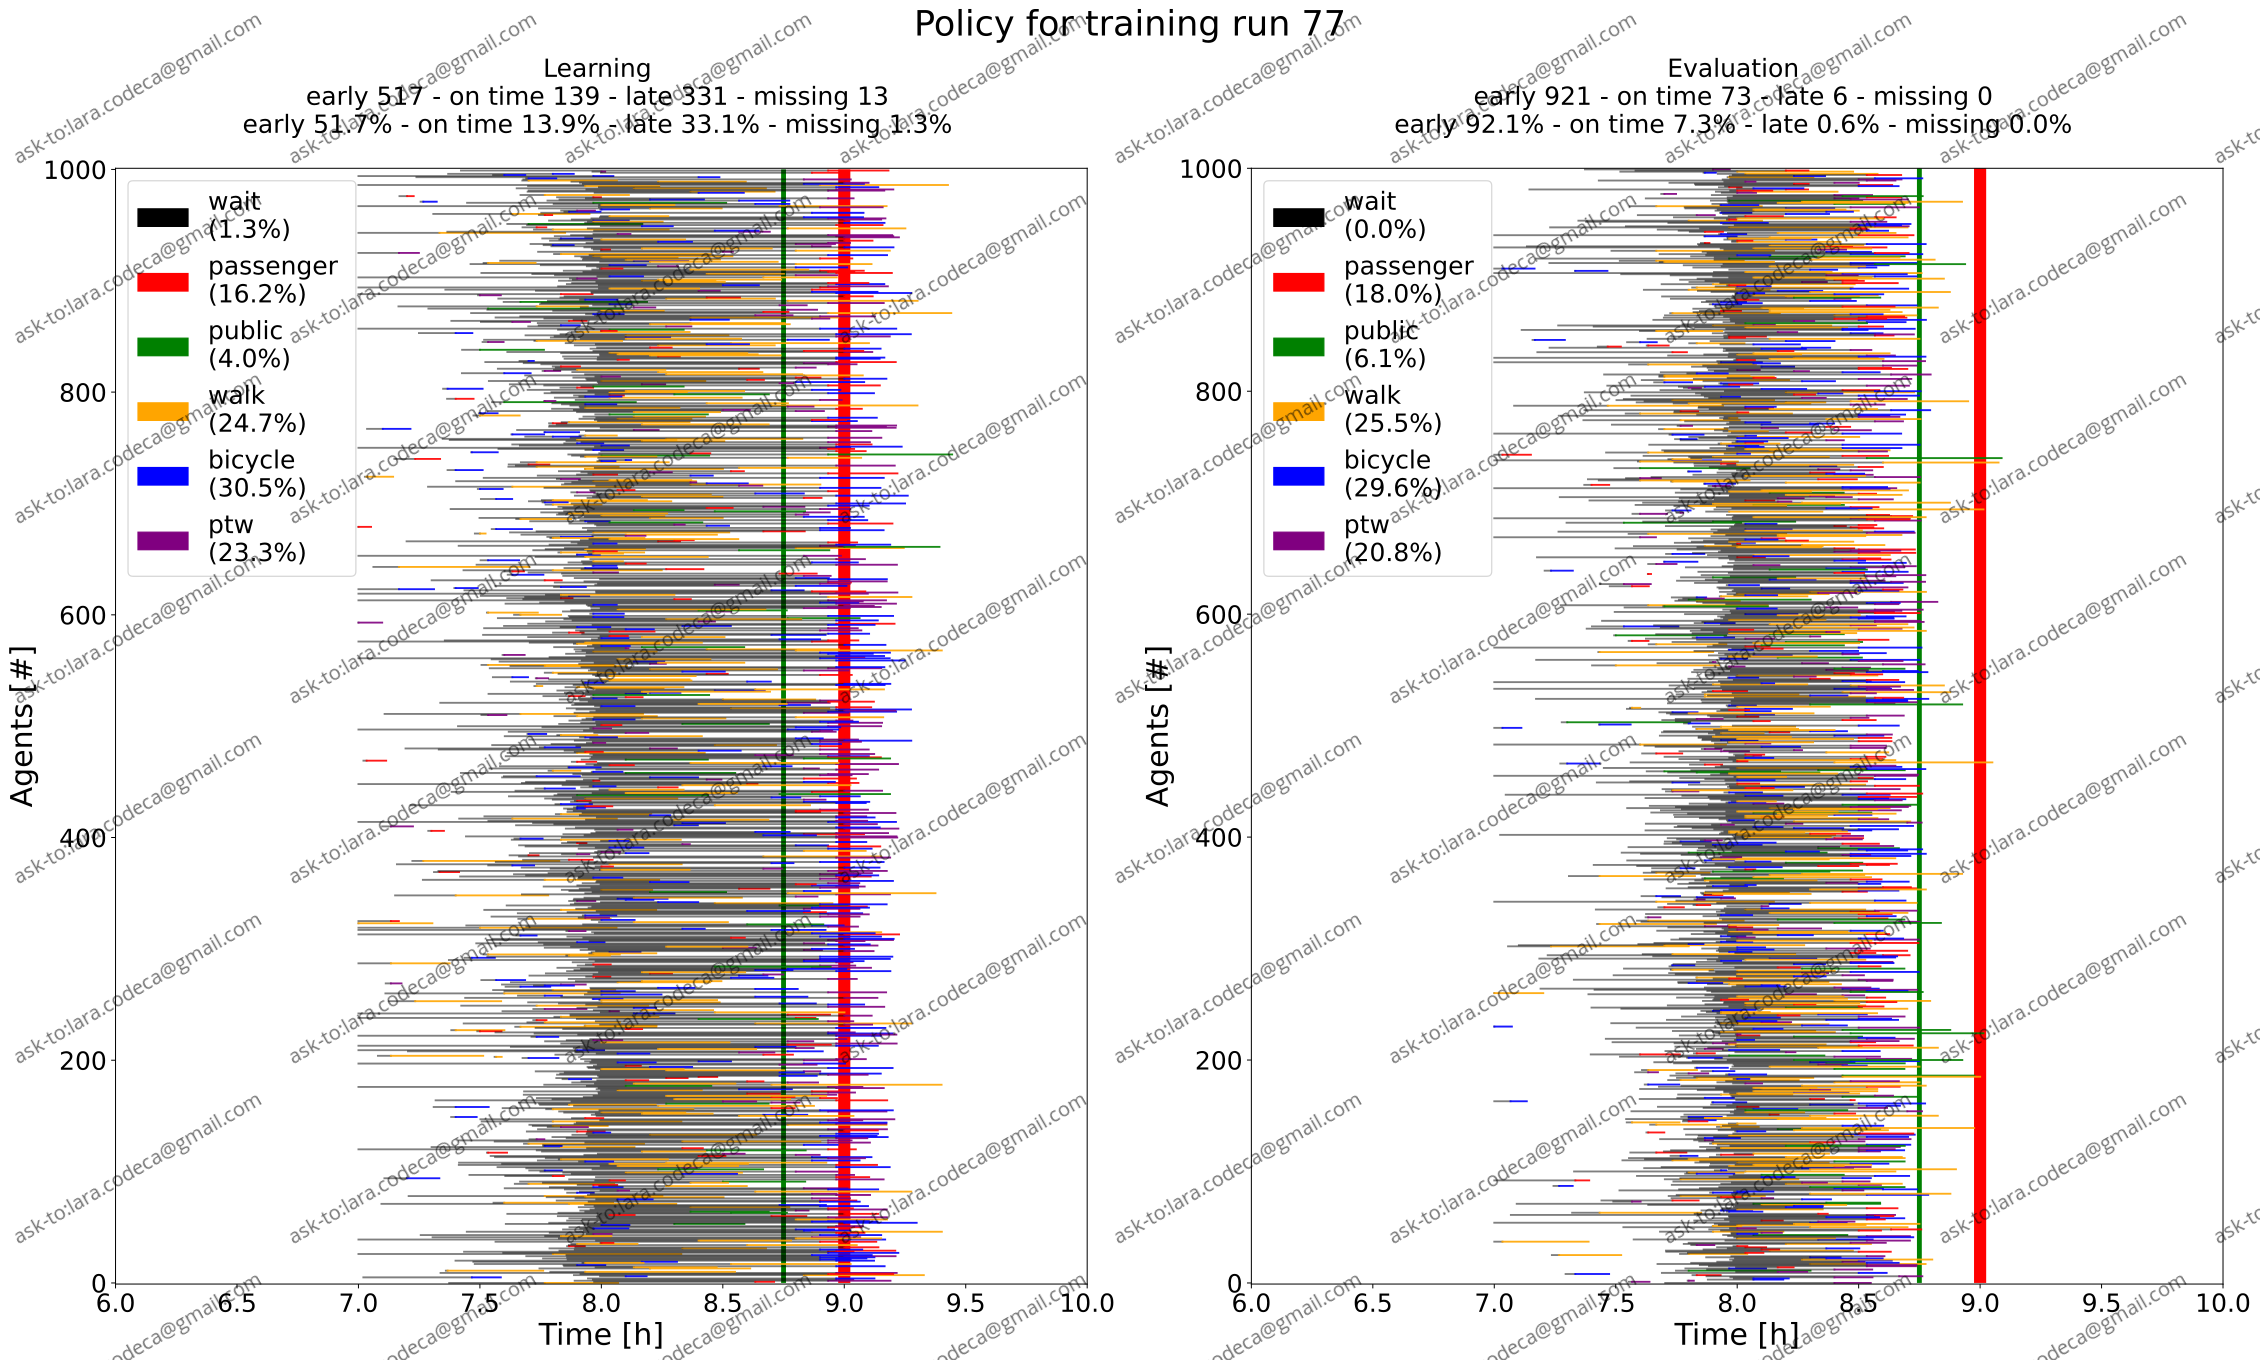 Policy for training run 77
Learning
early 517 - on time 139 - late 331 - missing 13
early 51.7% - on time 13.9% - late 33.1% - missing 1.3%
1000
800
600
400
200
0
6.0 6.5 7.0 7.5 8.0 8.5 9.0 9.5 10.0
Agents [#]
Time [h]
wait
(1.3%)
passenger
(16.2%)
public
(4.0%)
walk
(24.7%)
bicycle
(30.5%)
ptw
(23.3%)
Evaluation
early 921 - on time 73 - late 6 - missing 0
early 92.1% - on time 7.3% - late 0.6% - missing 0.0%
1000
800
600
400
200
0
6.0 6.5 7.0 7.5 8.0 8.5 9.0 9.5 10.0
Agents [#]
Time [h]
wait
(0.0%)
passenger
(18.0%)
public
(6.1%)
walk
(25.5%)
bicycle
(29.6%)
ptw
(20.8%)
ask-to:lara.codeca@gmail.com